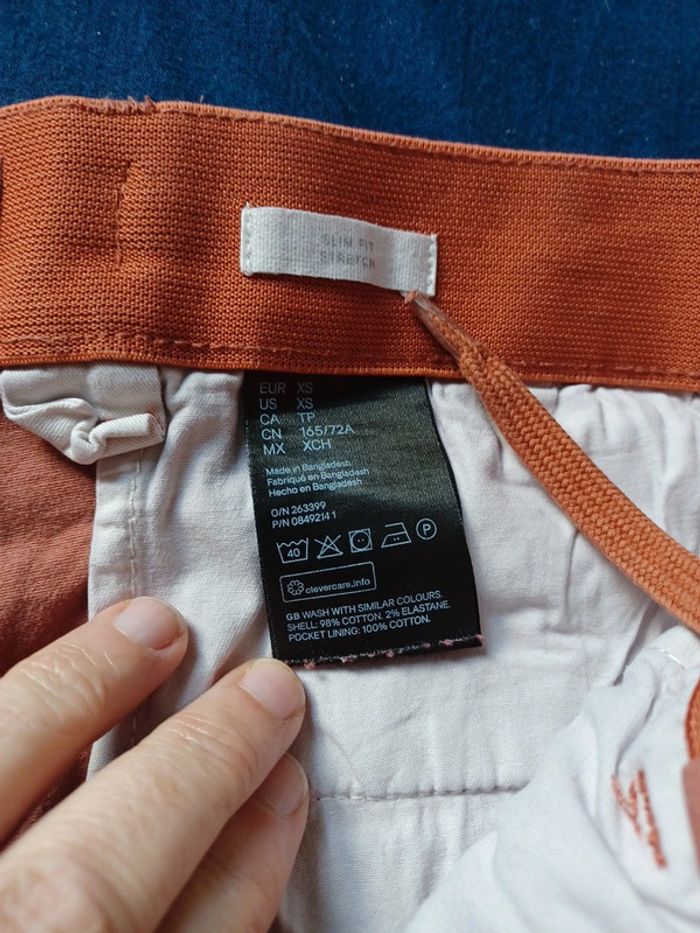 SLIM FIT
STRETCH
EUR XS
US XS
CA TP
CN 165/72A
MX XCH
Made in Bangladesh
Fabriqué en Bangladesh
Hecho en Bangladesh
O/N 263399
P/N 0849214 1
40
P
clevercare.info
GB WASH WITH SIMILAR COLOURS.
SHELL: 98% COTTON. 2% ELASTANE.
POCKET LINING: 100% COTTON.